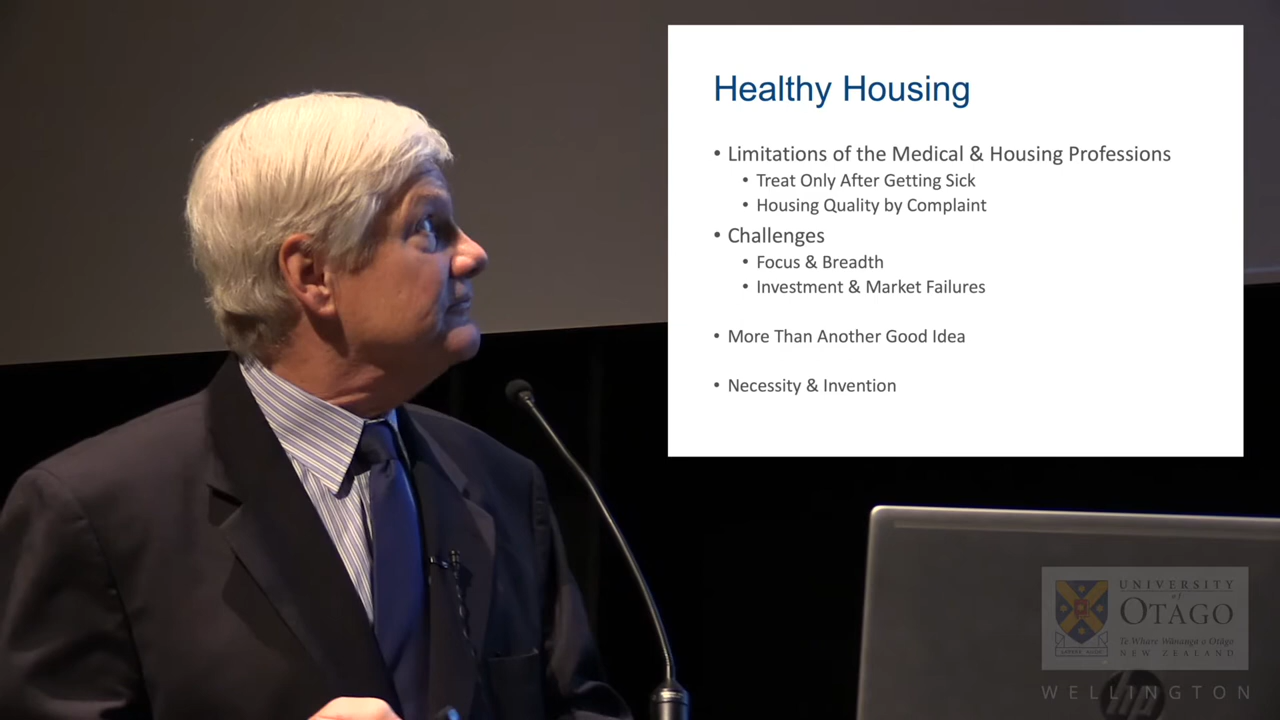 Healthy Housing
• Limitations of the Medical & Housing Professions
• Treat Only After Getting Sick
• Housing Quality by Complaint
• Challenges
• Focus & Breadth
• Investment & Market Failures
• More Than Another Good Idea
• Necessity & Invention
UNIVERSITY
of
OTAGO
Te Whare Wānanga o Otāgo
NEW ZEALAND
WELLINGTON
hp